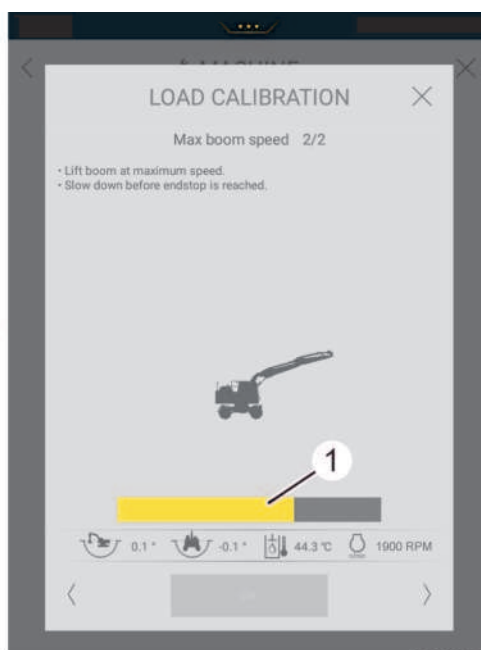 MACHINE
LOAD CALIBRATION
Max boom speed 2/2
• Lift boom at maximum speed.
• Slow down before endstop is reached.
1
0.1 ° -0.1 ° 44.3 °C 1900 RPM